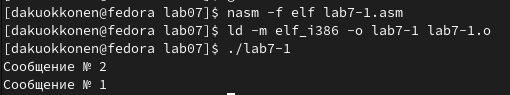 [dakuokkonen@fedora lab07]$ nasm -f elf lab7-1.asm
[dakuokkonen@fedora lab07]$ ld -m elf_i386 -o lab7-1 lab7-1.o
[dakuokkonen@fedora lab07]$ ./lab7-1
Сообщение № 2
Сообщение № 1